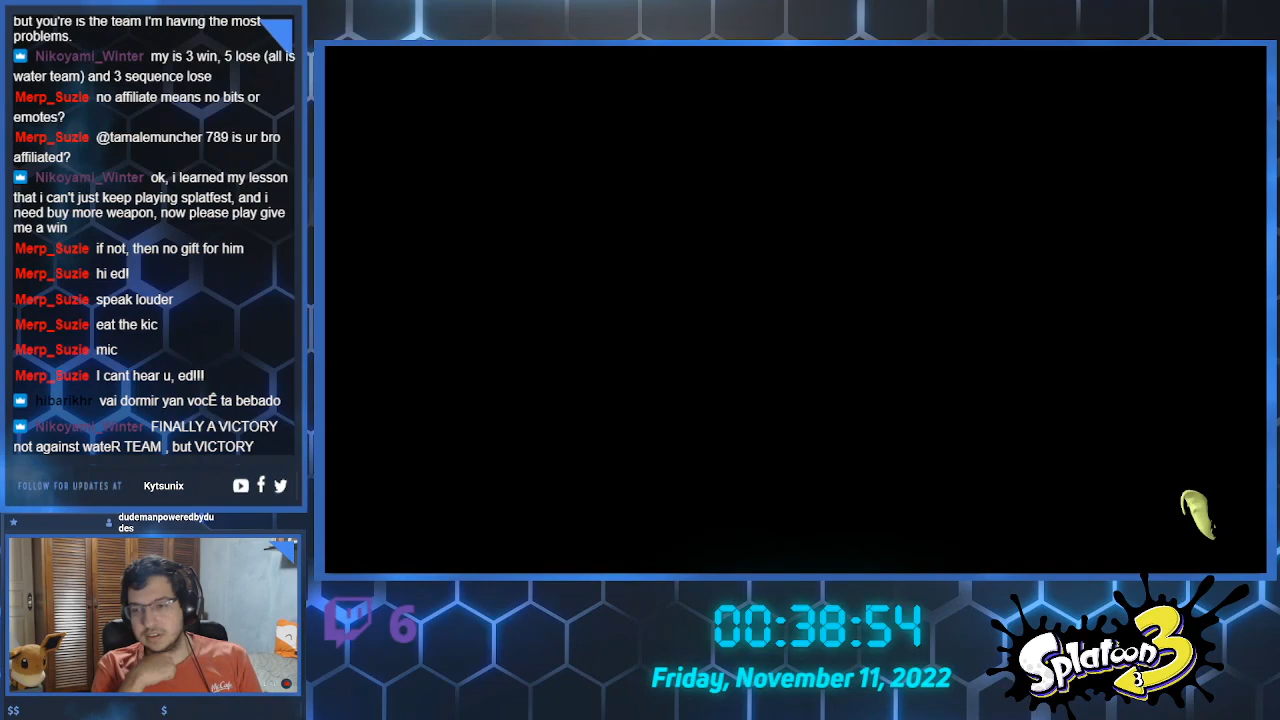 but you're is the team I'm having the most
problems.
Nikoyami_Winter my is 3 win, 5 lose (all is
water team) and 3 sequence lose
Merp_Suzie no affiliate means no bits or
emotes?
Merp_Suzie @tamalemuncher 789 is ur bro
affiliated?
Nikoyami_Winter ok, i learned my lesson
that i can't just keep playing splatfest, and i
need buy more weapon, now please play give
me a win
Merp_Suzie if not, then no gift for him
Merp_Suzie hi ed!
Merp_Suzie speak louder
Merp_Suzie eat the kic
Merp_Suzie mic
Merp_Suzie I cant hear u, ed!!!
hibarikhr vai dormir yan vocÊ ta bebado
Nikoyami_Winter FINALLY A VICTORY
not against wateR TEAM , but VICTORY
FOLLOW FOR UPDATES AT Kytsunix
dudemanpoweredbydu
des
McCafé
$$ $
6
00:38:54
Friday, November 11, 2022
Splatoon 3